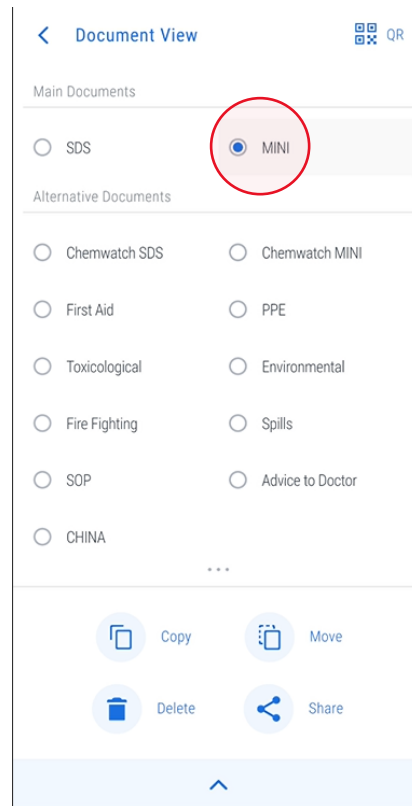 Document View QR
Main Documents
SDS MINI
Alternative Documents
Chemwatch SDS Chemwatch MINI
First Aid PPE
Toxicological Environmental
Fire Fighting Spills
SOP Advice to Doctor
CHINA
Copy Move
Delete Share